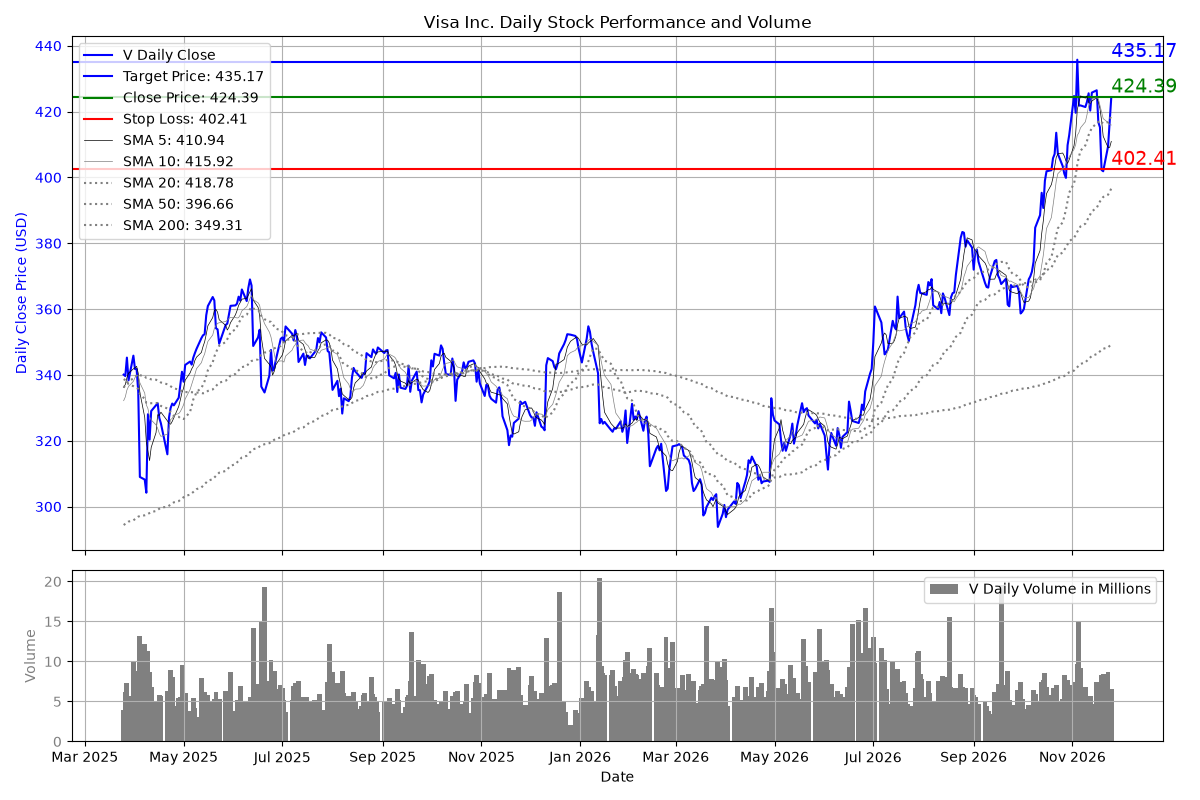 Visa Inc. Daily Stock Performance and Volume
Daily Close Price (USD)
440
420
400
380
360
340
320
300
V Daily Close
Target Price: 435.17
Close Price: 424.39
Stop Loss: 402.41
SMA 5: 410.94
SMA 10: 415.92
SMA 20: 418.78
SMA 50: 396.66
SMA 200: 349.31
435.17
424.39
402.41
Volume
20
15
10
5
0
V Daily Volume in Millions
Mar 2025
May 2025
Jul 2025
Sep 2025
Nov 2025
Jan 2026
Mar 2026
May 2026
Jul 2026
Sep 2026
Nov 2026
Date